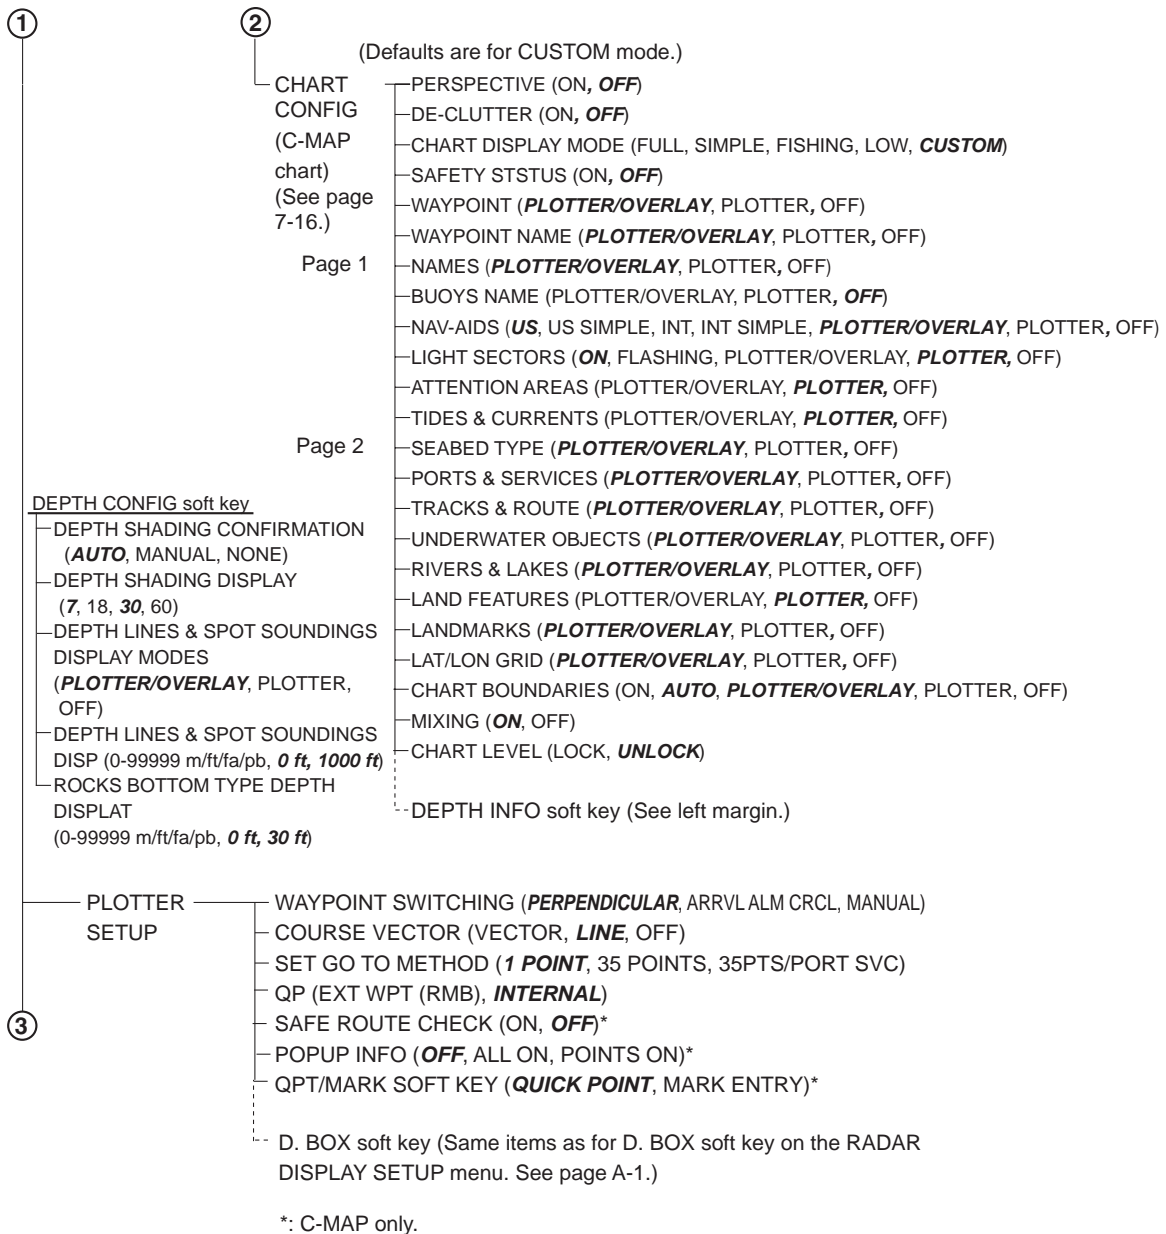 1
2
(Defaults are for CUSTOM mode.)
CHART
CONFIG
(C-MAP
chart)
(See page
7-16.)
Page 1
Page 2
PERSPECTIVE (ON, OFF)
DE-CLUTTER (ON, OFF)
CHART DISPLAY MODE (FULL, SIMPLE, FISHING, LOW, CUSTOM)
SAFETY STSTUS (ON, OFF)
WAYPOINT (PLOTTER/OVERLAY, PLOTTER, OFF)
WAYPOINT NAME (PLOTTER/OVERLAY, PLOTTER, OFF)
NAMES (PLOTTER/OVERLAY, PLOTTER, OFF)
BUOYS NAME (PLOTTER/OVERLAY, PLOTTER, OFF)
NAV-AIDS (US, US SIMPLE, INT, INT SIMPLE, PLOTTER/OVERLAY, PLOTTER, OFF)
LIGHT SECTORS (ON, FLASHING, PLOTTER/OVERLAY, PLOTTER, OFF)
ATTENTION AREAS (PLOTTER/OVERLAY, PLOTTER, OFF)
TIDES & CURRENTS (PLOTTER/OVERLAY, PLOTTER, OFF)
SEABED TYPE (PLOTTER/OVERLAY, PLOTTER, OFF)
PORTS & SERVICES (PLOTTER/OVERLAY, PLOTTER, OFF)
TRACKS & ROUTE (PLOTTER/OVERLAY, PLOTTER, OFF)
UNDERWATER OBJECTS (PLOTTER/OVERLAY, PLOTTER, OFF)
RIVERS & LAKES (PLOTTER/OVERLAY, PLOTTER, OFF)
LAND FEATURES (PLOTTER/OVERLAY, PLOTTER, OFF)
LANDMARKS (PLOTTER/OVERLAY, PLOTTER, OFF)
LAT/LON GRID (PLOTTER/OVERLAY, PLOTTER, OFF)
CHART BOUNDARIES (ON, AUTO, PLOTTER/OVERLAY, PLOTTER, OFF)
MIXING (ON, OFF)
CHART LEVEL (LOCK, UNLOCK)
DEPTH INFO soft key (See left margin.)
DEPTH CONFIG soft key
DEPTH SHADING CONFIRMATION
(AUTO, MANUAL, NONE)
DEPTH SHADING DISPLAY
(7, 18, 30, 60)
DEPTH LINES & SPOT SOUNDINGS
DISPLAY MODES
(PLOTTER/OVERLAY, PLOTTER,
OFF)
DEPTH LINES & SPOT SOUNDINGS
DISP (0-99999 m/ft/fa/pb, 0 ft, 1000 ft)
ROCKS BOTTOM TYPE DEPTH
DISPLAT
(0-99999 m/ft/fa/pb, 0 ft, 30 ft)
PLOTTER
SETUP
WAYPOINT SWITCHING (PERPENDICULAR, ARRVL ALM CRCL, MANUAL)
COURSE VECTOR (VECTOR, LINE, OFF)
SET GO TO METHOD (1 POINT, 35 POINTS, 35PTS/PORT SVC)
QP (EXT WPT (RMB), INTERNAL)
SAFE ROUTE CHECK (ON, OFF)*
POPUP INFO (OFF, ALL ON, POINTS ON)*
QPT/MARK SOFT KEY (QUICK POINT, MARK ENTRY)*
3
D. BOX soft key (Same items as for D. BOX soft key on the RADAR
DISPLAY SETUP menu. See page A-1.)
*: C-MAP only.